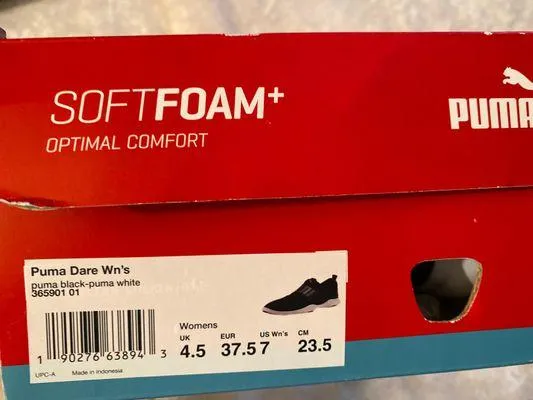 SOFTFOAM+
OPTIMAL COMFORT
PUMA
Puma Dare Wn's
puma black-puma white
365901 01
Womens
UK EUR US Wn's CM
4.5 37.5 7 23.5
1 90276 63894 3
UPC-A Made in Indonesia